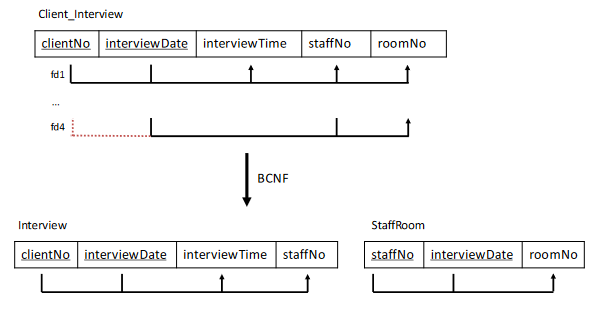 Client_Interview
clientNo interviewDate interviewTime staffNo roomNo
fd1
...
fd4
BCNF
Interview
clientNo interviewDate interviewTime staffNo
StaffRoom
staffNo interviewDate roomNo